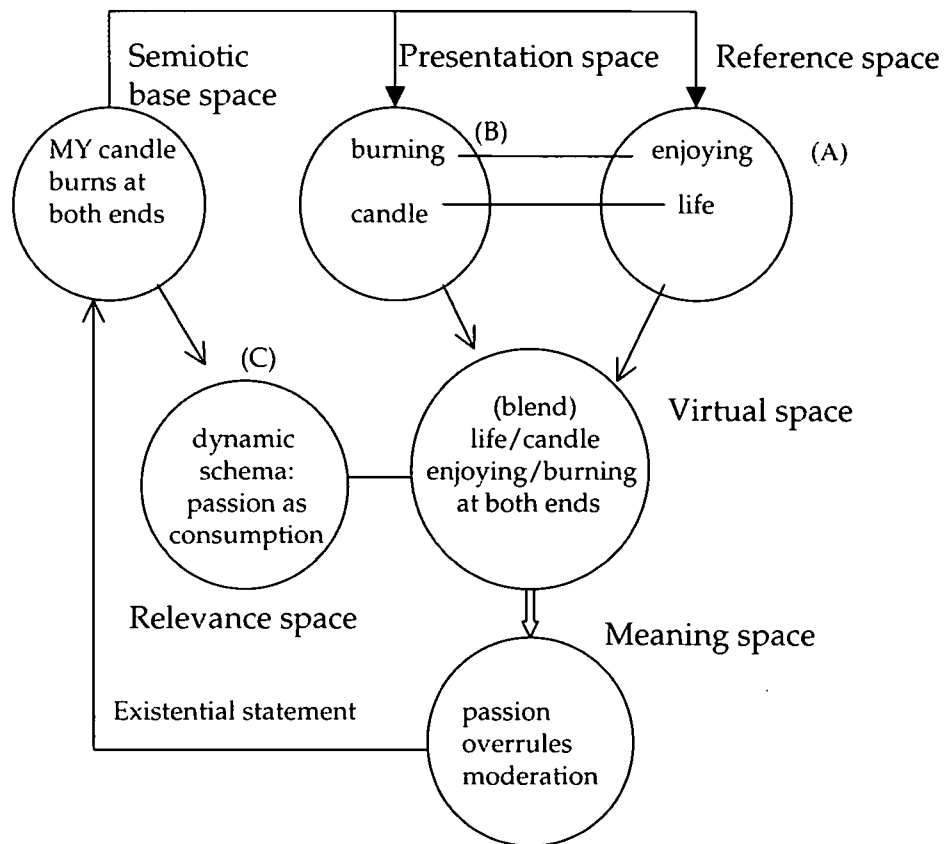 Semiotic
base space
Presentation space
Reference space
MY candle
burns at
both ends
(B)
burning
candle
enjoying
life
(A)
(C)
dynamic
schema:
passion as
consumption
(blend)
life/candle
enjoying/burning
at both ends
Virtual space
Relevance space
Meaning space
Existential statement
passion
overrules
moderation